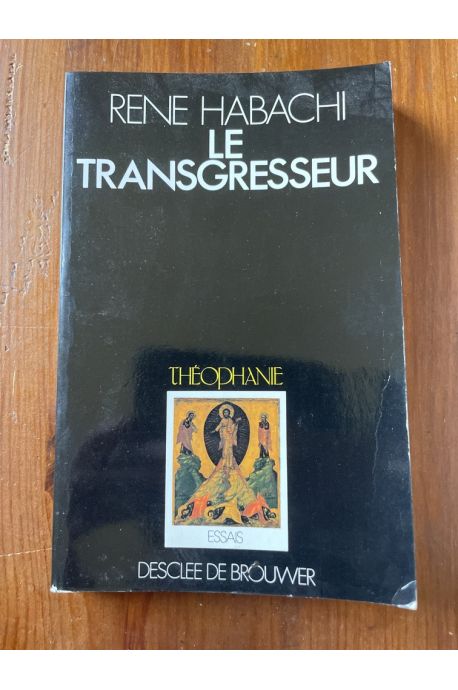 RENE HABACHI
LE
TRANSGRESSEUR
THÉOPHANIE
ESSAIS
DESCLEE DE BROUWER